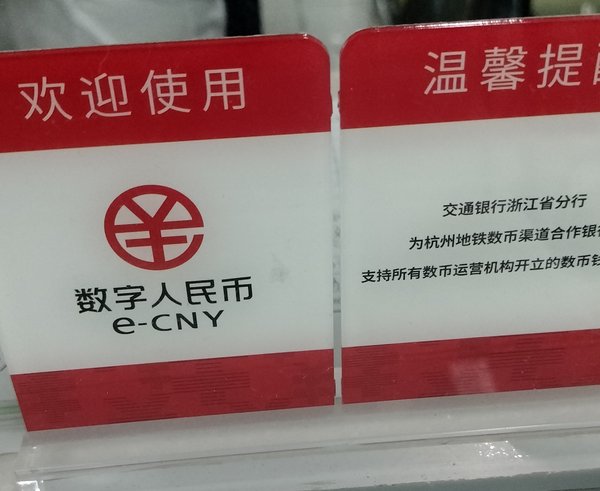 欢迎使用
数字人民币
e-CNY
温馨提
交通银行浙江省分行
为杭州地铁数币渠道合作银
支持所有数币运营机构开立的数币